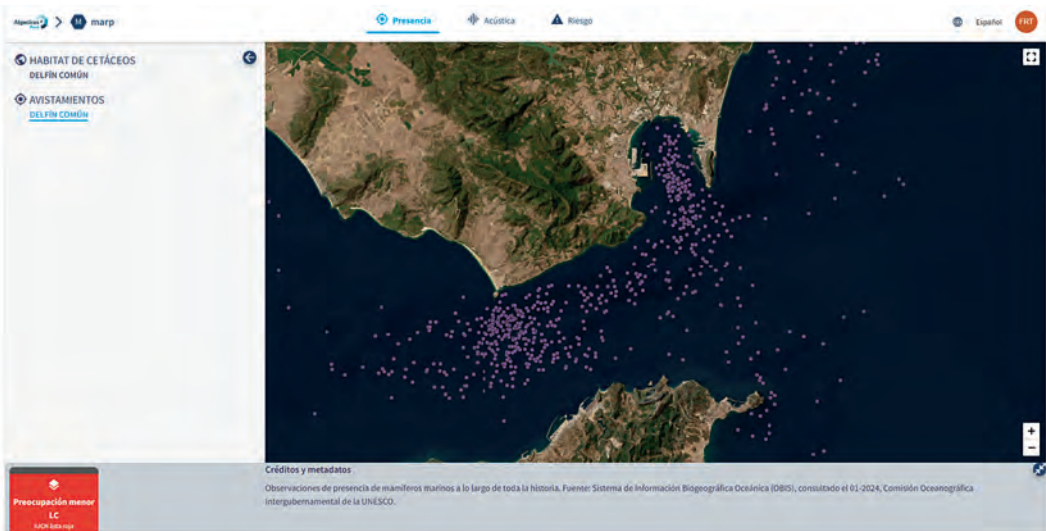 Algeciras > M marp
Presencia
Acústica
Riesgo
Español
FRT
HABITAT DE CETÁCEOS
DELFÍN COMÚN
AVISTAMIENTOS
DELFÍN COMÚN
+
−
Créditos y metadatos
Observaciones de presencia de mamíferos marinos a lo largo de toda la historia. Fuente: Sistema de Información Biogeográfica Oceánica (OBIS), consultado el 01-2024, Comisión Oceanográfica
Intergubernamental de la UNESCO.
Preocupación menor
LC
IUCN lista roja